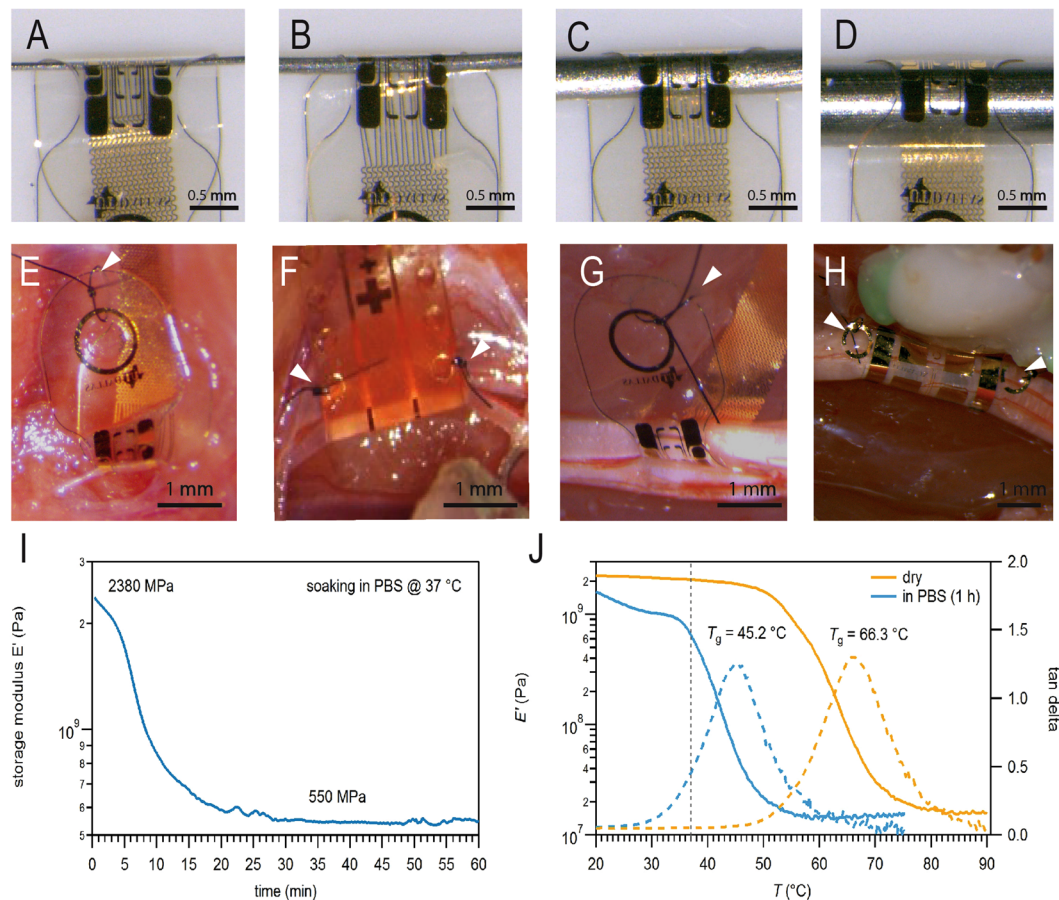 A
B
C
D
0.5 mm
0.5 mm
0.5 mm
0.5 mm
E
F
G
H
DALLAS
DALLAS
1 mm
1 mm
1 mm
1 mm
I
J
3
2380 MPa
soaking in PBS @ 37 °C
2
storage modulus E' (Pa)
10⁹
9
8
7
6
550 MPa
5
0 5 10 15 20 25 30 35 40 45 50 55 60
time (min)
2
10⁹
6
4
2
10⁸
6
4
2
10⁷
E' (Pa)
dry
in PBS (1 h)
Tg = 45.2 °C
Tg = 66.3 °C
2.0
1.5
1.0
0.5
0.0
tan delta
20 30 40 50 60 70 80 90
T (°C)